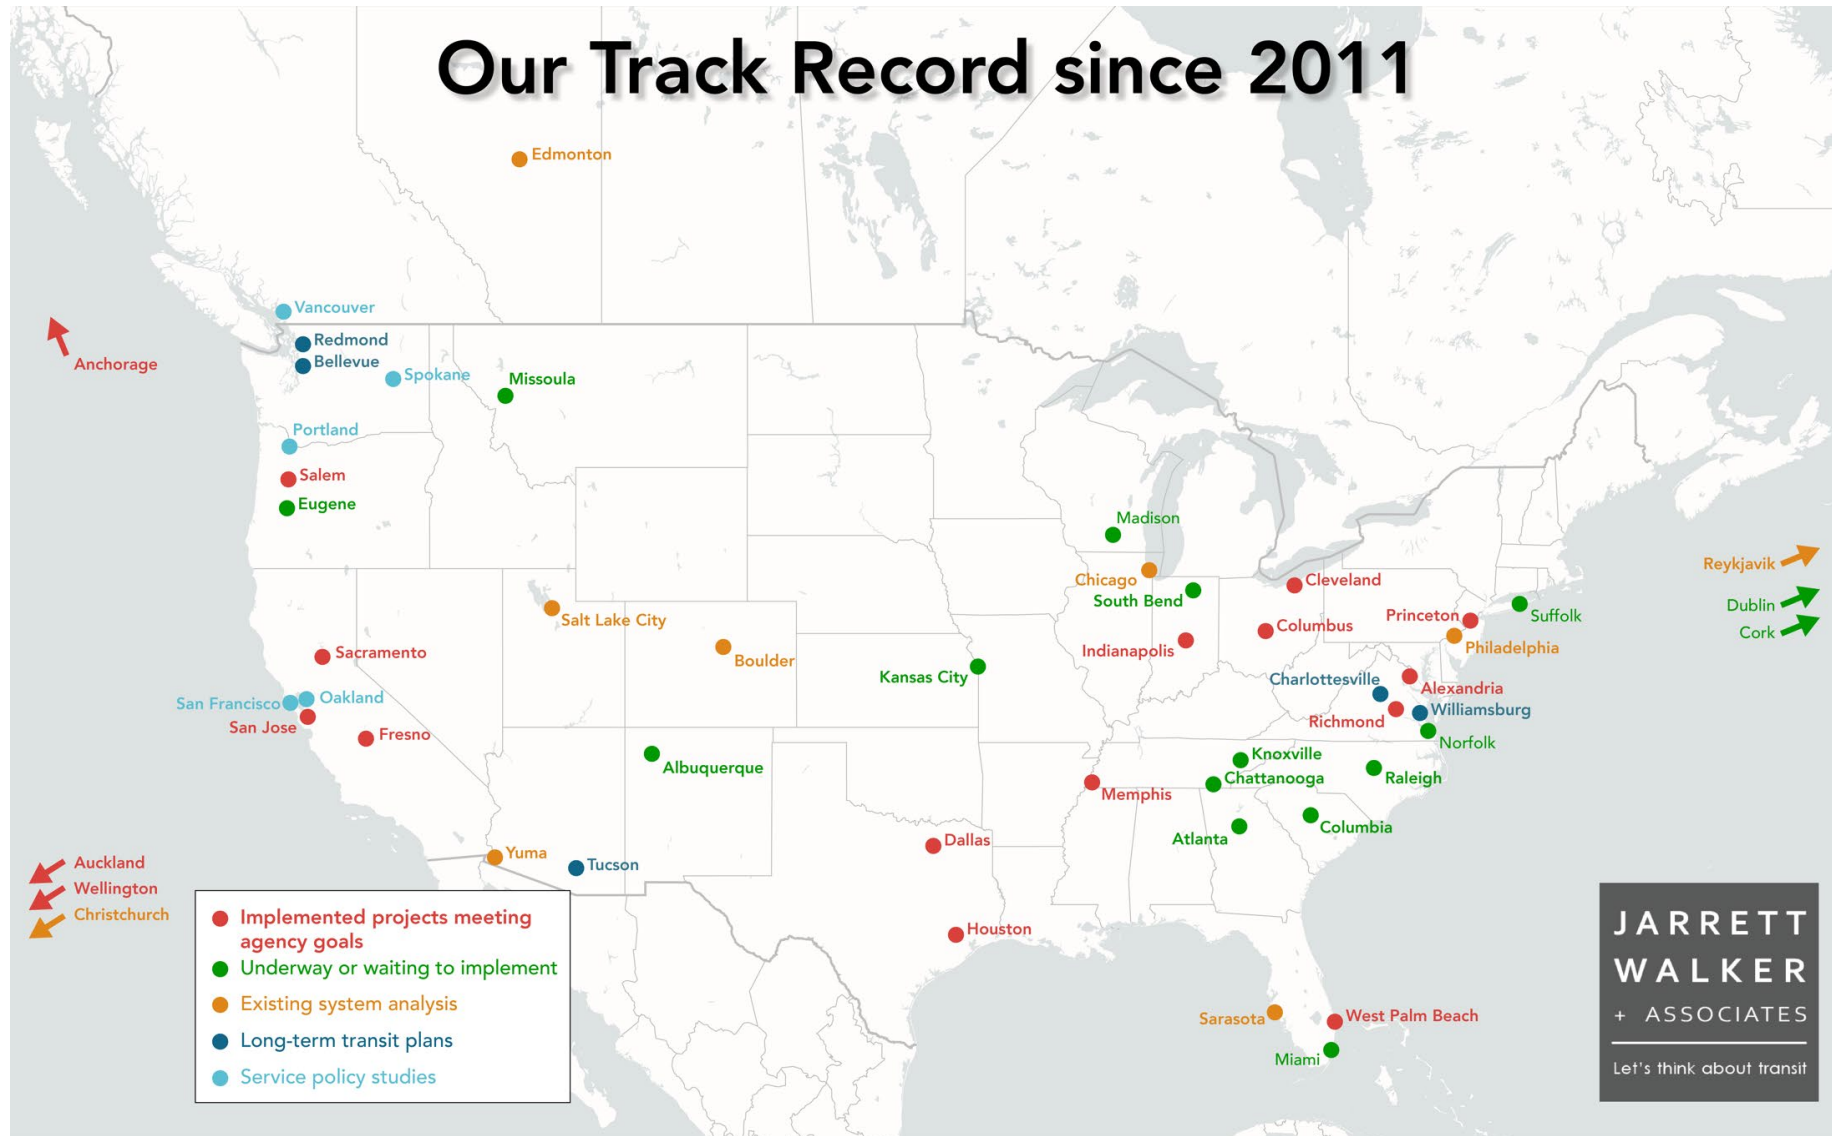 Our Track Record since 2011
Edmonton
Vancouver
Redmond
Bellevue
Spokane
Missoula
Anchorage
Portland
Salem
Eugene
Madison
Chicago
South Bend
Cleveland
Reykjavik
Dublin
Cork
Princeton
Suffolk
Columbus
Philadelphia
Indianapolis
Salt Lake City
Boulder
Kansas City
Sacramento
Charlottesville
Alexandria
Williamsburg
Richmond
Norfolk
San Francisco
Oakland
San Jose
Fresno
Albuquerque
Knoxville
Chattanooga
Raleigh
Memphis
Columbia
Atlanta
Dallas
Yuma
Tucson
Auckland
Wellington
Christchurch
Houston
Sarasota
West Palm Beach
Miami
Implemented projects meeting
agency goals
Underway or waiting to implement
Existing system analysis
Long-term transit plans
Service policy studies
JARRETT
WALKER
+ ASSOCIATES
Let's think about transit